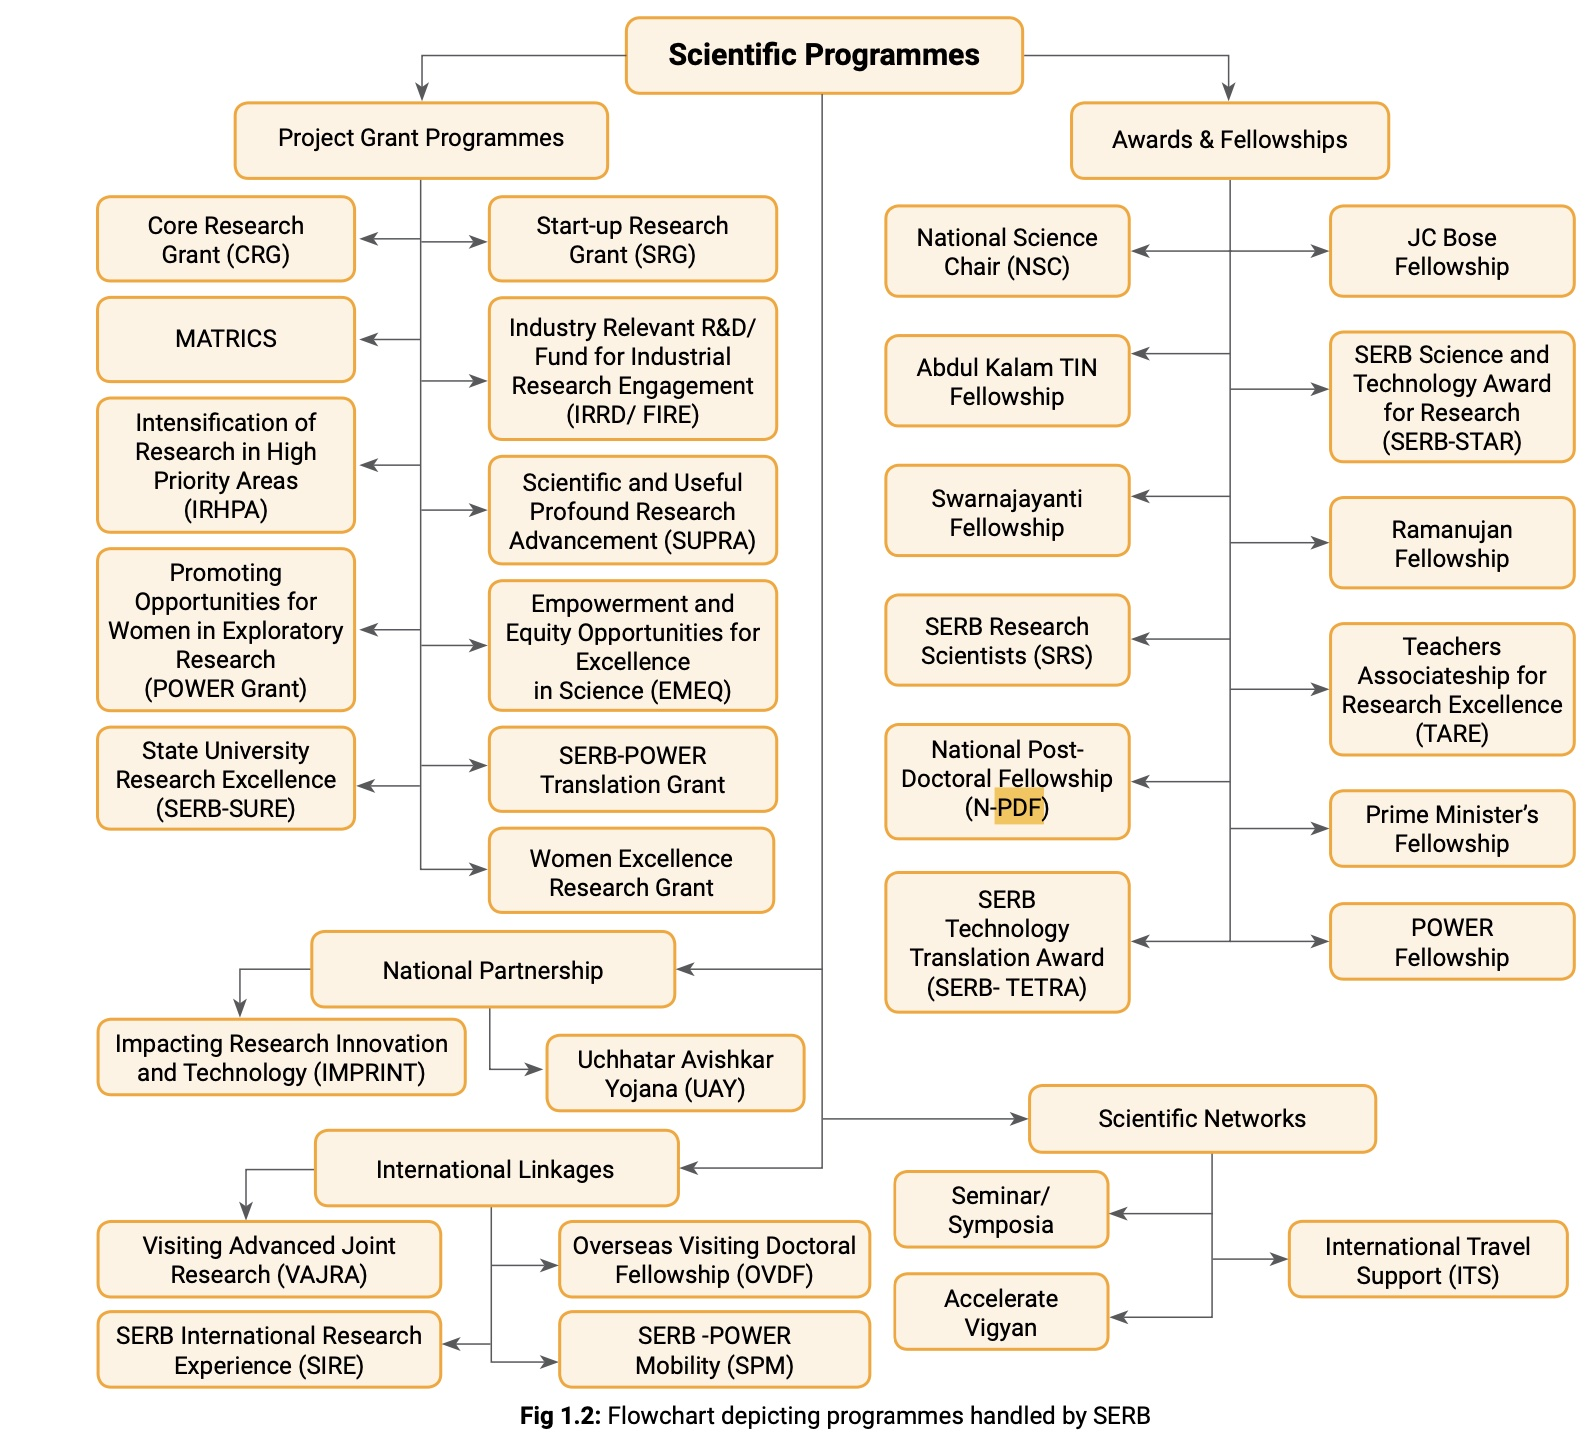 Scientific Programmes
Project Grant Programmes
Core Research
Grant (CRG)
Start-up Research
Grant (SRG)
MATRICS
Industry Relevant R&D/
Fund for Industrial
Research Engagement
(IRRD/ FIRE)
Intensification of
Research in High
Priority Areas
(IRHPA)
Scientific and Useful
Profound Research
Advancement (SUPRA)
Promoting
Opportunities for
Women in Exploratory
Research
(POWER Grant)
Empowerment and
Equity Opportunities for
Excellence
in Science (EMEQ)
State University
Research Excellence
(SERB-SURE)
SERB-POWER
Translation Grant
Women Excellence
Research Grant
Awards & Fellowships
National Science
Chair (NSC)
JC Bose
Fellowship
Abdul Kalam TIN
Fellowship
SERB Science and
Technology Award
for Research
(SERB-STAR)
Swarnajayanti
Fellowship
Ramanujan
Fellowship
SERB Research
Scientists (SRS)
Teachers
Associateship for
Research Excellence
(TARE)
National Post-
Doctoral Fellowship
(N-PDF)
Prime Minister’s
Fellowship
SERB
Technology
Translation Award
(SERB- TETRA)
POWER
Fellowship
National Partnership
Impacting Research Innovation
and Technology (IMPRINT)
Uchhatar Avishkar
Yojana (UAY)
International Linkages
Visiting Advanced Joint
Research (VAJRA)
Overseas Visiting Doctoral
Fellowship (OVDF)
SERB International Research
Experience (SIRE)
SERB -POWER
Mobility (SPM)
Scientific Networks
Seminar/
Symposia
International Travel
Support (ITS)
Accelerate
Vigyan
Fig 1.2: Flowchart depicting programmes handled by SERB